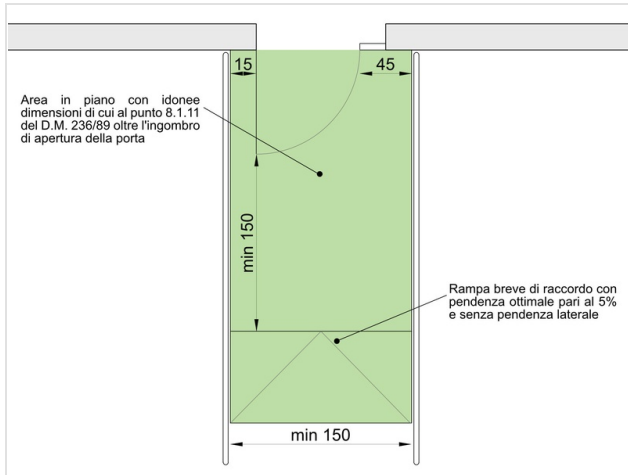 15
45
Area in piano con idonee
dimensioni di cui al punto 8.1.11
del D.M. 236/89 oltre l'ingombro
di apertura della porta
min 150
Rampa breve di raccordo con
pendenza ottimale pari al 5%
e senza pendenza laterale
min 150